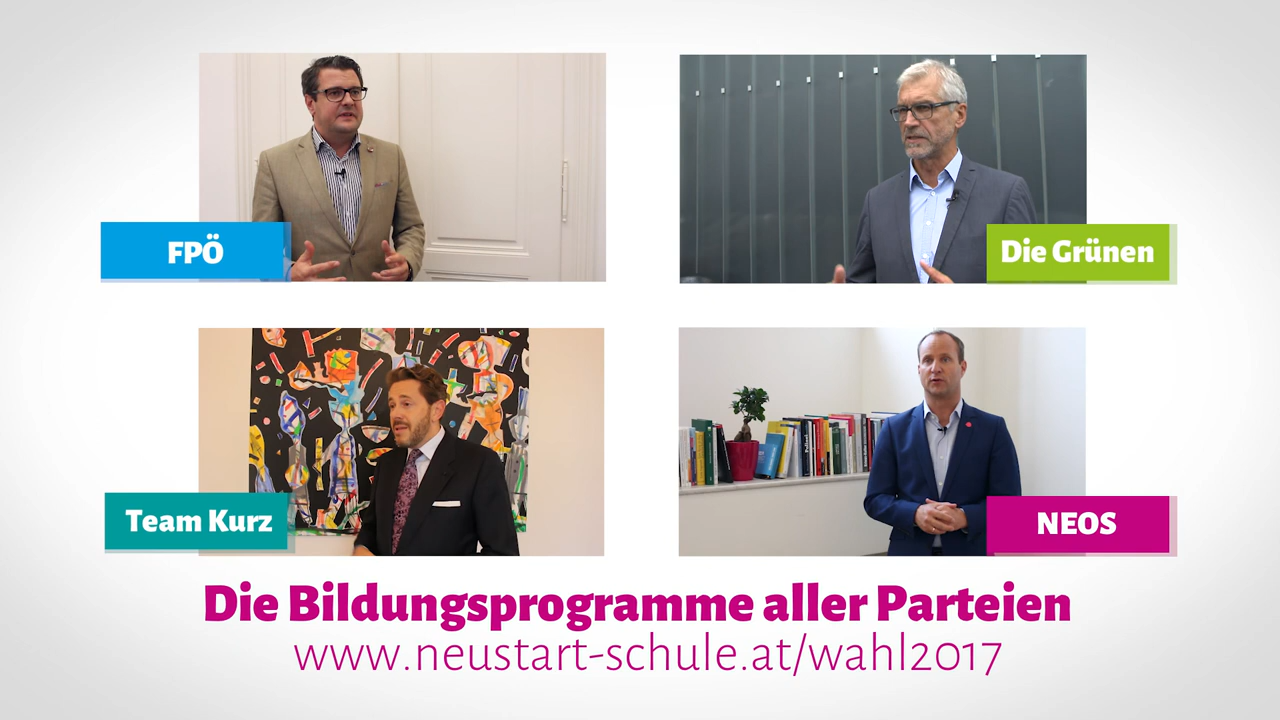 FPÖ
Die Grünen
Team Kurz
NEOS
Die Bildungsprogramme aller Parteien
www.neustart-schule.at/wahl2017